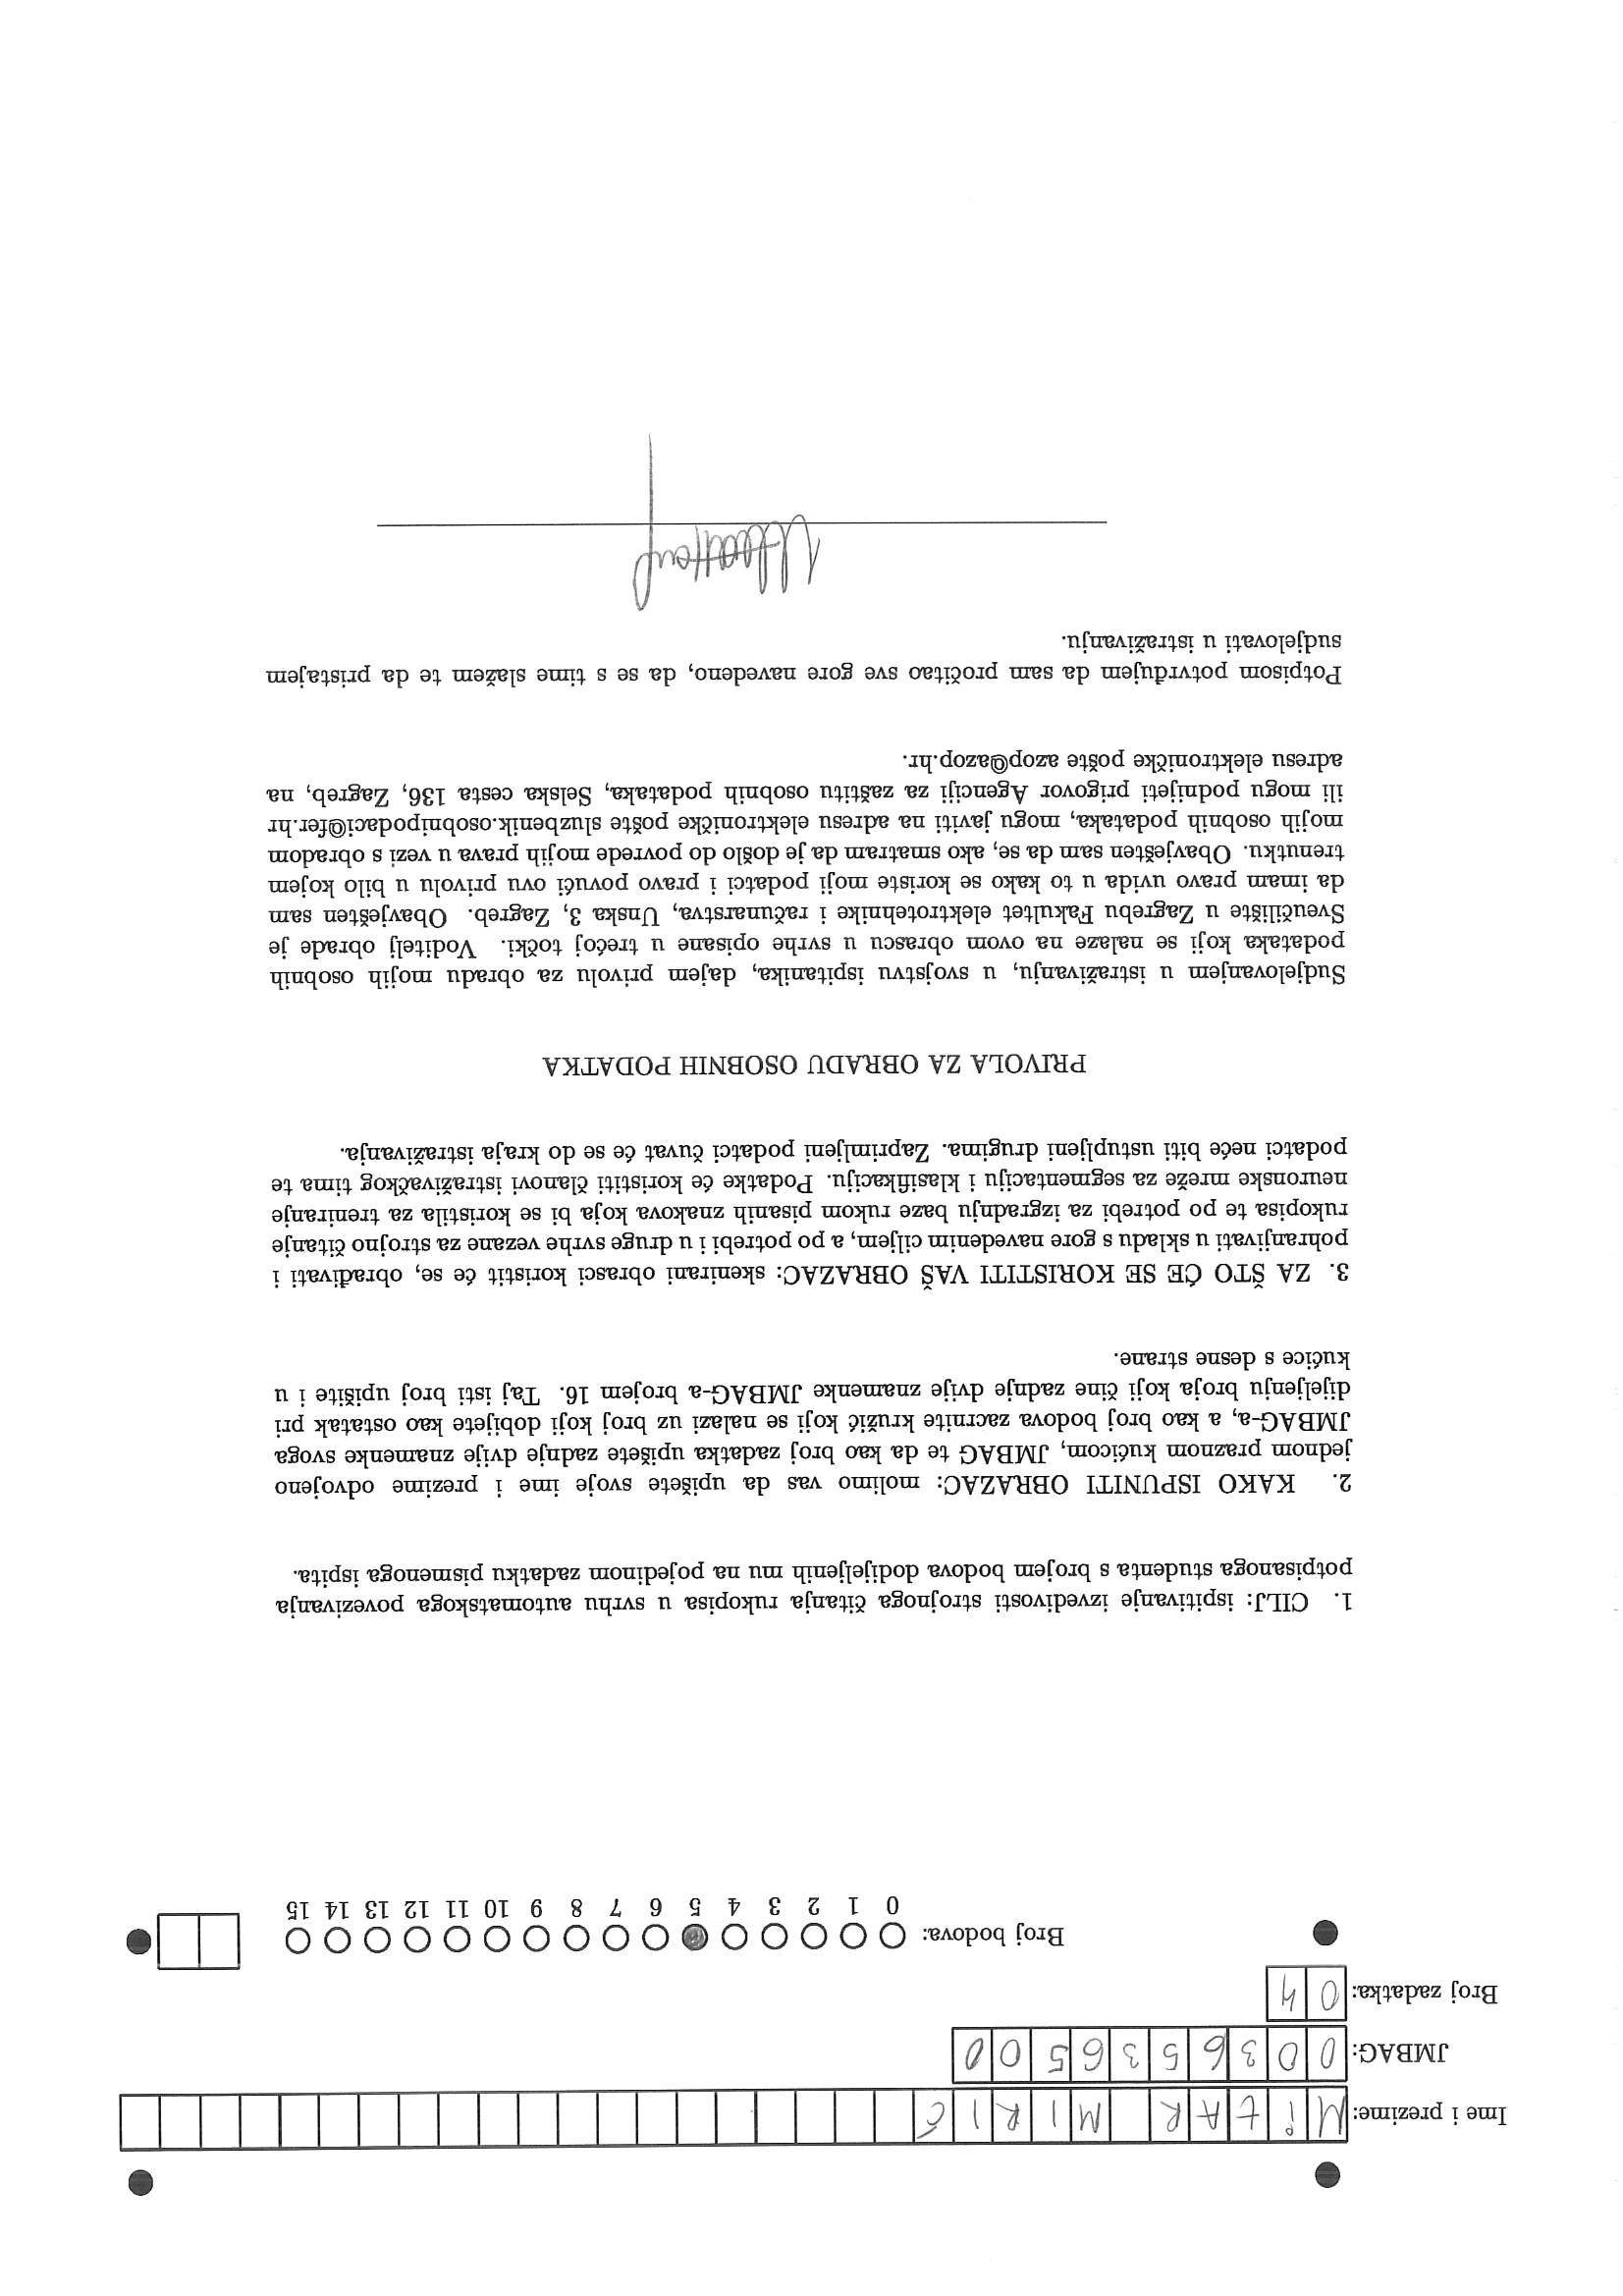 Ime i prezime: MitAR MIRIĆ
JMBAG: 0036536500
Broj zadatka: 04
Broj bodova:
0 1 2 3 4 5 6 7 8 9 10 11 12 13 14 15
1. CILJ: ispitivanje izvedivosti strojnoga čitanja rukopisa u svrhu automatskoga povezivanja
potpisanoga studenta s brojem bodova dodijeljenih mu na pojedinom zadatku pismenoga ispita.
2. KAKO ISPUNITI OBRAZAC: molimo vas da upišete svoje ime i prezime odvojeno
jednom praznom kućicom, JMBAG te da kao broj zadatka upišete zadnje dvije znamenke svoga
JMBAG-a, a kao broj bodova zacrnite kružić koji se nalazi uz broj koji dobijete kao ostatak pri
dijeljenju broja koji čine zadnje dvije znamenke JMBAG-a brojem 16. Taj isti broj upišite i u
kućice s desne strane.
3. ZA ŠTO ĆE SE KORISTITI VAŠ OBRAZAC: skenirani obrasci koristit će se, obrađivati i
pohranjivati u skladu s gore navedenim ciljem, a po potrebi i u druge svrhe vezane za strojno čitanje
rukopisa te po potrebi za izgradnju baze rukom pisanih znakova koja bi se koristila za treniranje
neuronske mreže za segmentaciju i klasifikaciju. Podatke će koristiti članovi istraživačkog tima te
podatci neće biti ustupljeni drugima. Zaprimljeni podatci čuvat će se do kraja istraživanja.
PRIVOLA ZA OBRADU OSOBNIH PODATKA
Sudjelovanjem u istraživanju, u svojstvu ispitanika, dajem privolu za obradu mojih osobnih
podataka koji se nalaze na ovom obrascu u svrhe opisane u trećoj točki. Voditelj obrade je
Sveučilište u Zagrebu Fakultet elektrotehnike i računarstva, Unska 3, Zagreb. Obavješten sam
da imam pravo uvida u to kako se koriste moji podatci i pravo povući ovu privolu u bilo kojem
trenutku. Obavješten sam da se, ako smatram da je došlo do povrede mojih prava u vezi s obradom
mojih osobnih podataka, mogu javiti na adresu elektroničke pošte sluzbenik.osobnipodaci@fer.hr
ili mogu podnijeti prigovor Agenciji za zaštitu osobnih podataka, Selska cesta 136, Zagreb, na
adresu elektroničke pošte azop@azop.hr.
Potpisom potvrđujem da sam pročitao sve gore navedeno, da se s time slažem te da pristajem
sudjelovati u istraživanju.